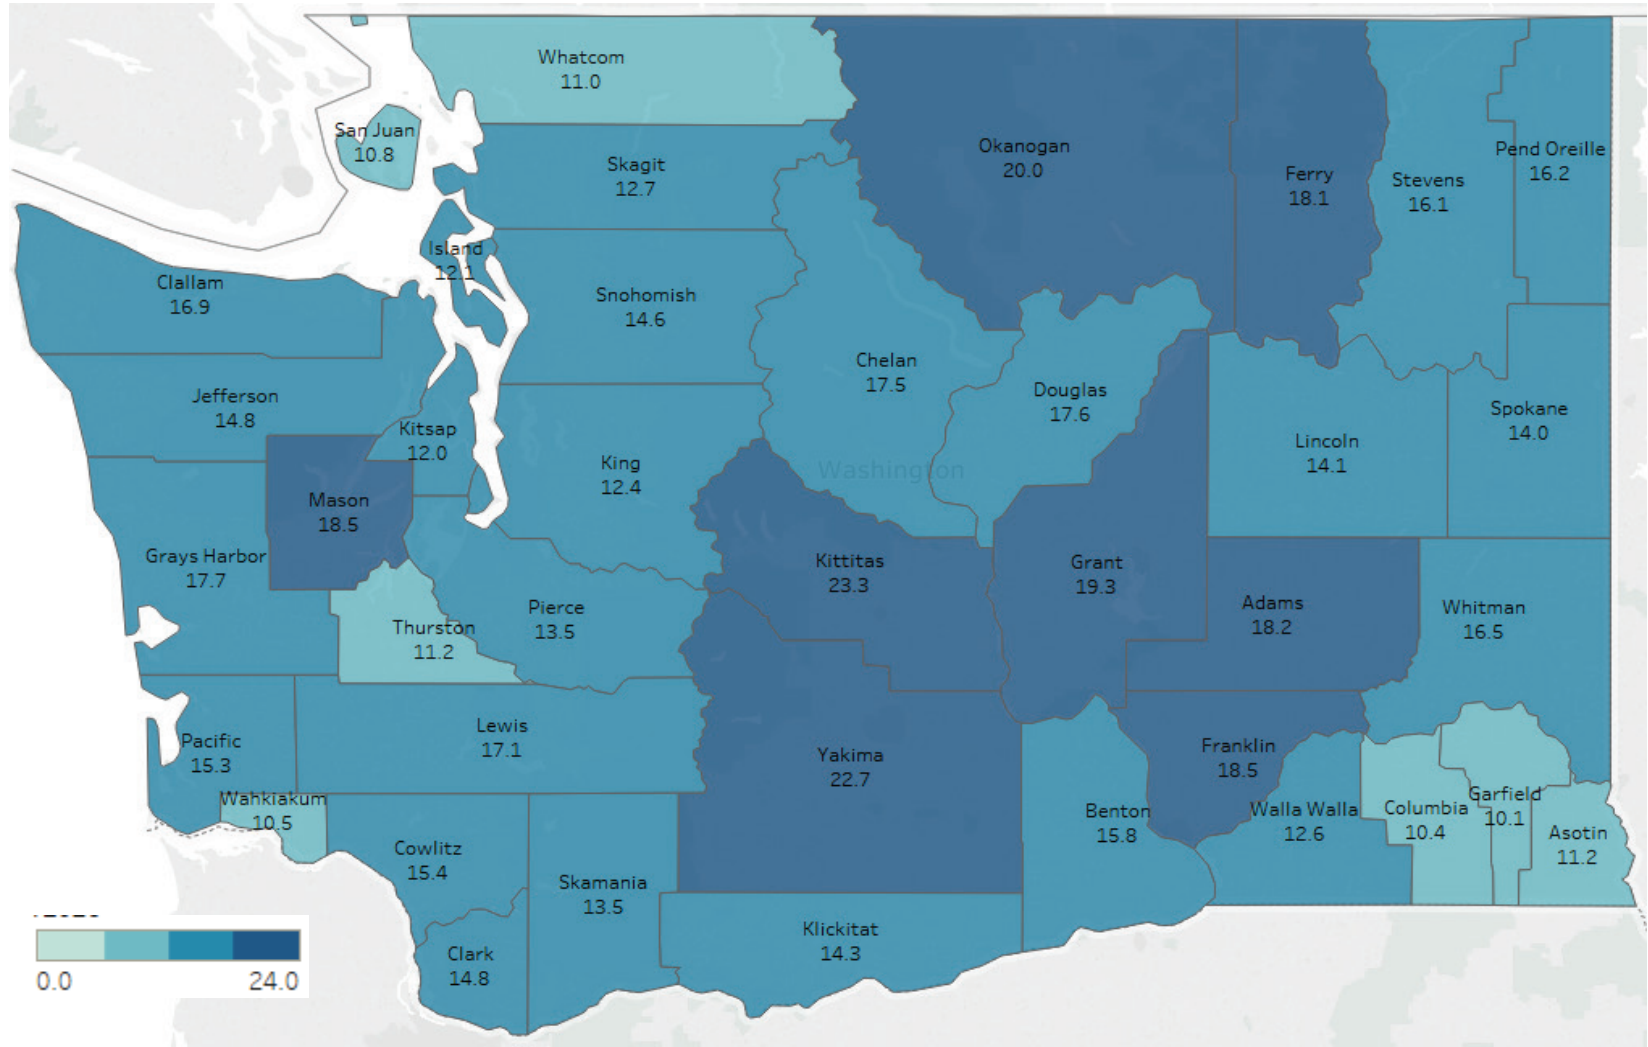 Whatcom
11.0
San Juan
10.8
Skagit
12.7
Okanogan
20.0
Ferry
18.1
Stevens
16.1
Pend Oreille
16.2
Island
12.1
Clallam
16.9
Snohomish
14.6
Chelan
17.5
Douglas
17.6
Jefferson
14.8
Kitsap
12.0
King
12.4
Washington
Lincoln
14.1
Spokane
14.0
Mason
18.5
Grays Harbor
17.7
Kittitas
23.3
Grant
19.3
Adams
18.2
Whitman
16.5
Pierce
13.5
Thurston
11.2
Lewis
17.1
Pacific
15.3
Yakima
22.7
Franklin
18.5
Wahkiakum
10.5
Benton
15.8
Walla Walla
12.6
Columbia
10.4
Garfield
10.1
Asotin
11.2
Cowlitz
15.4
Skamania
13.5
Klickitat
14.3
Clark
14.8
0.0
24.0